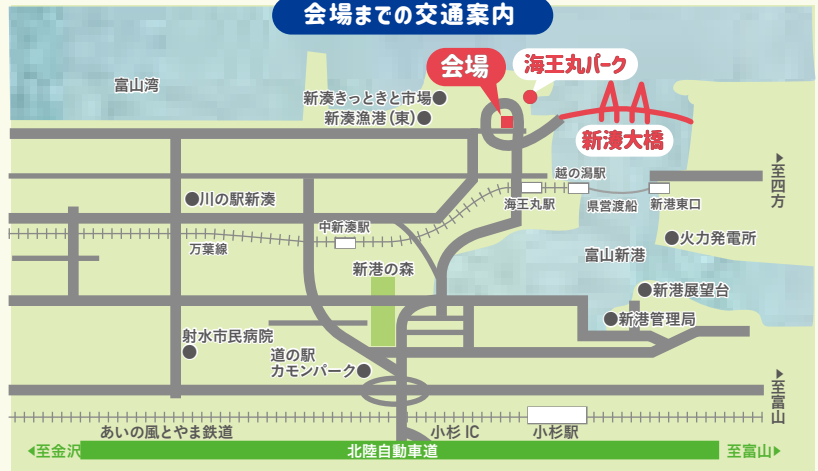 会場までの交通案内
会場
海王丸パーク
富山湾
新湊きっときと市場
新湊漁港(東)
新湊大橋
至四方
越の潟駅
川の駅新湊
海王丸駅
県営渡船
新港東口
中新湊駅
万葉線
火力発電所
富山新港
新港の森
新港展望台
新港管理局
射水市民病院
道の駅
カモンパーク
至富山
あいの風とやま鉄道
小杉IC
小杉駅
至金沢
北陸自動車道
至富山